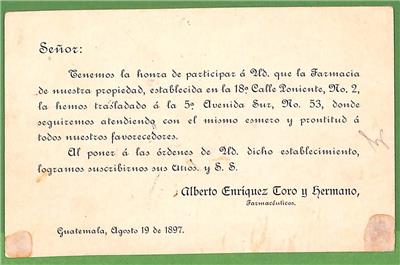 Señor:
Tenemos la honra de participar á Ud. que la Farmacia
de nuestra propiedad, establecida en la 18ª Calle Poniente, No. 2,
la hemos trasladado á la 5ª Avenida Sur, No. 53, donde
seguiremos atendiendo con el mismo esmero y prontitud á
todos nuestros favorecedores.
Al poner á las órdenes de Ud. dicho establecimiento,
logramos suscribirnos sus Attos. y S. S.
Alberto Enríquez Toro y Hermano,
Farmacéuticos.
Guatemala, Agosto 19 de 1897.